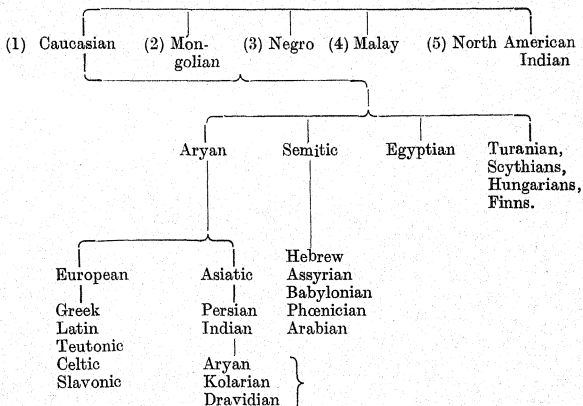 (1) Caucasian (2) Mon- (3) Negro (4) Malay (5) North American
golian Indian
Aryan Semitic Egyptian Turanian,
Scythians,
Hungarians,
Finns.
Hebrew
European Asiatic Assyrian
Babylonian
Greek Persian Phœnician
Latin Indian Arabian
Teutonic
Celtic Aryan
Slavonic Kolarian
Dravidian